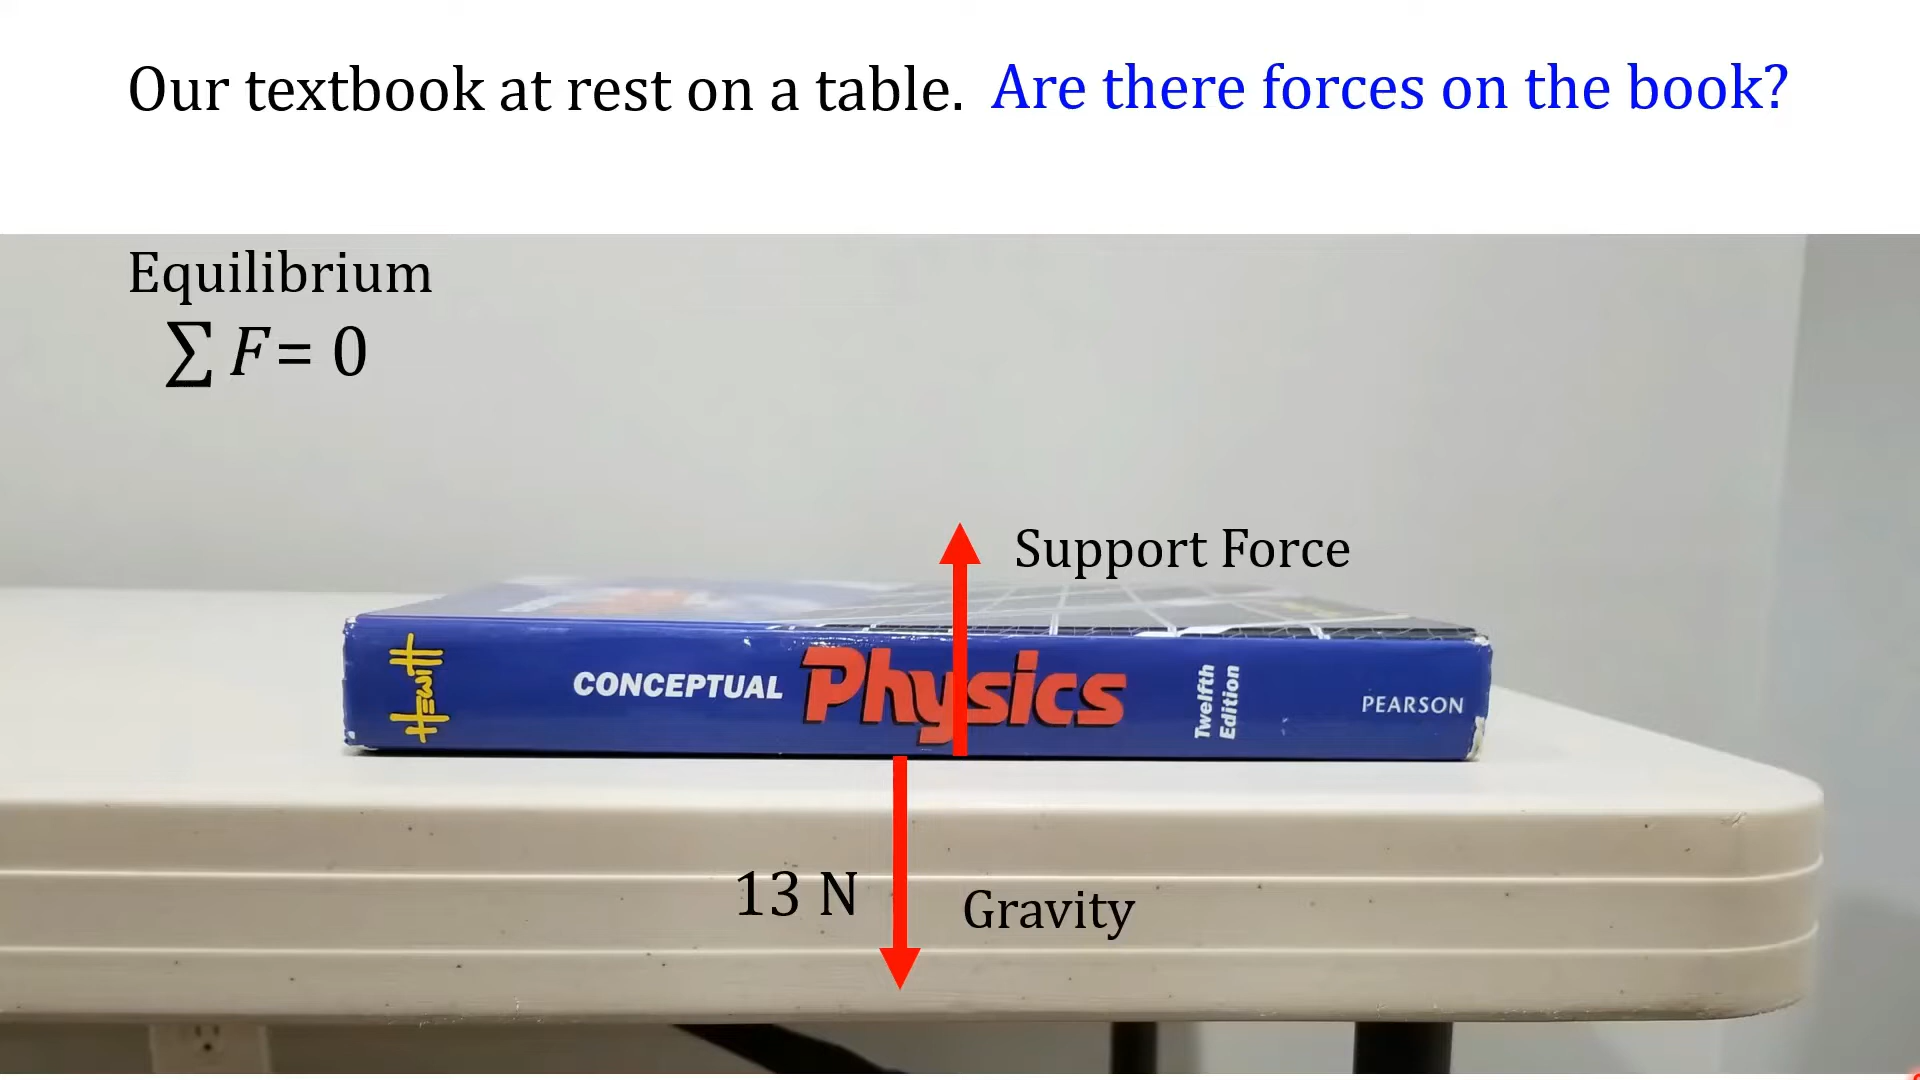 Our textbook at rest on a table. Are there forces on the book?
Equilibrium
∑ F = 0
Support Force
Hewitt
CONCEPTUAL Physics
Twelfth
Edition
PEARSON
13 N
Gravity